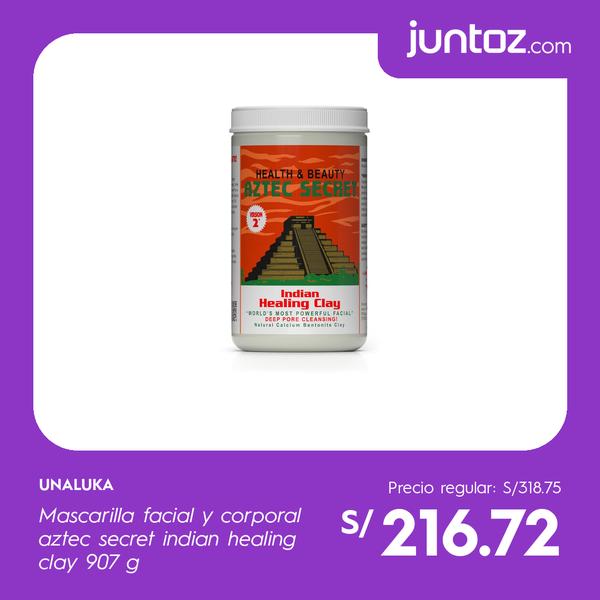 juntoz.com
HEALTH & BEAUTY
AZTEC SECRET
VERSION
2
Indian
Healing Clay
"WORLD'S MOST POWERFUL FACIAL"
DEEP PORE CLEANSING!
Natural Calcium Bentonite Clay
UNALUKA
Mascarilla facial y corporal
aztec secret indian healing
clay 907 g
Precio regular: S/318.75
S/ 216.72